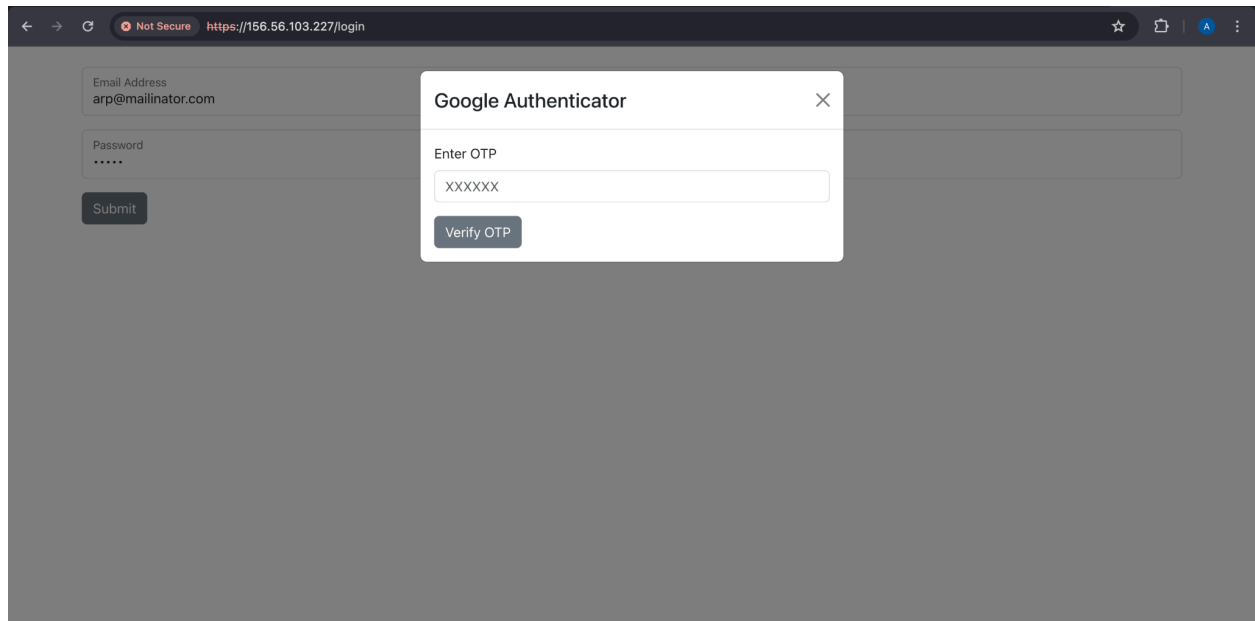 Not Secure https://156.56.103.227/login
A
Email Address
arp@mailinator.com
Password
•••••
Submit
Google Authenticator
Enter OTP
XXXXXX
Verify OTP